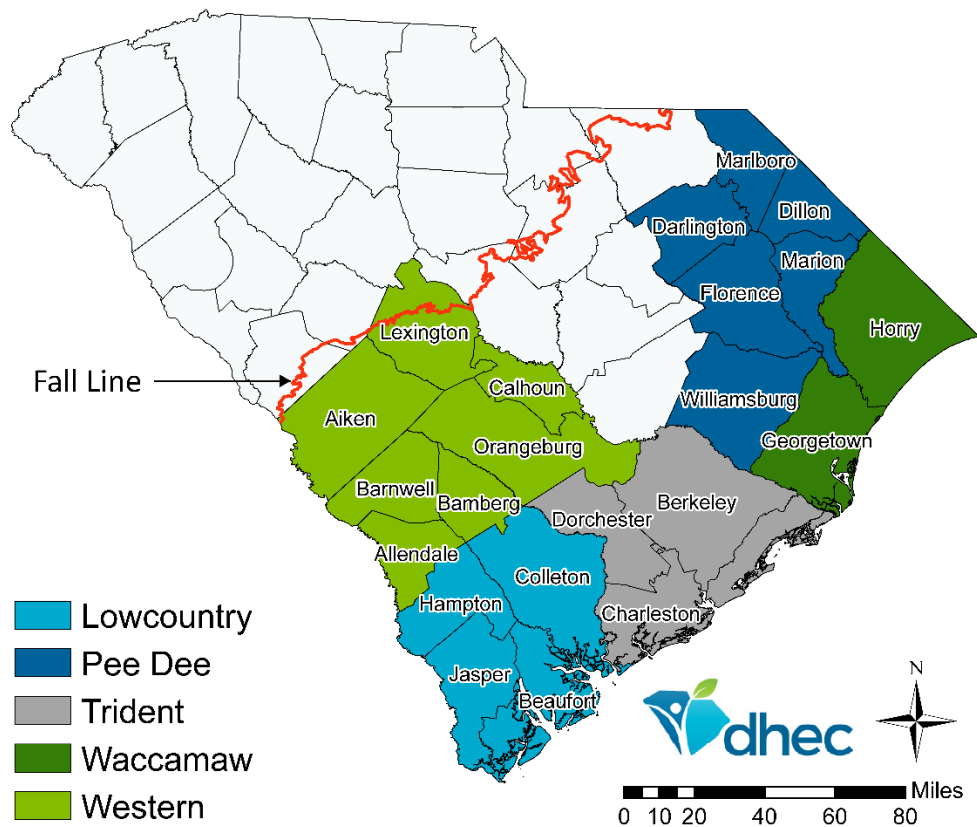 Marlboro
Dillon
Darlington
Marion
Florence
Horry
Lexington
Fall Line
Calhoun
Williamsburg
Aiken
Georgetown
Orangeburg
Barnwell
Bamberg
Berkeley
Dorchester
Allendale
Colleton
Hampton
Charleston
Jasper
Beaufort
Lowcountry
Pee Dee
Trident
Waccamaw
Western
N
dhec
Miles
0 5 10 20 40 60 80